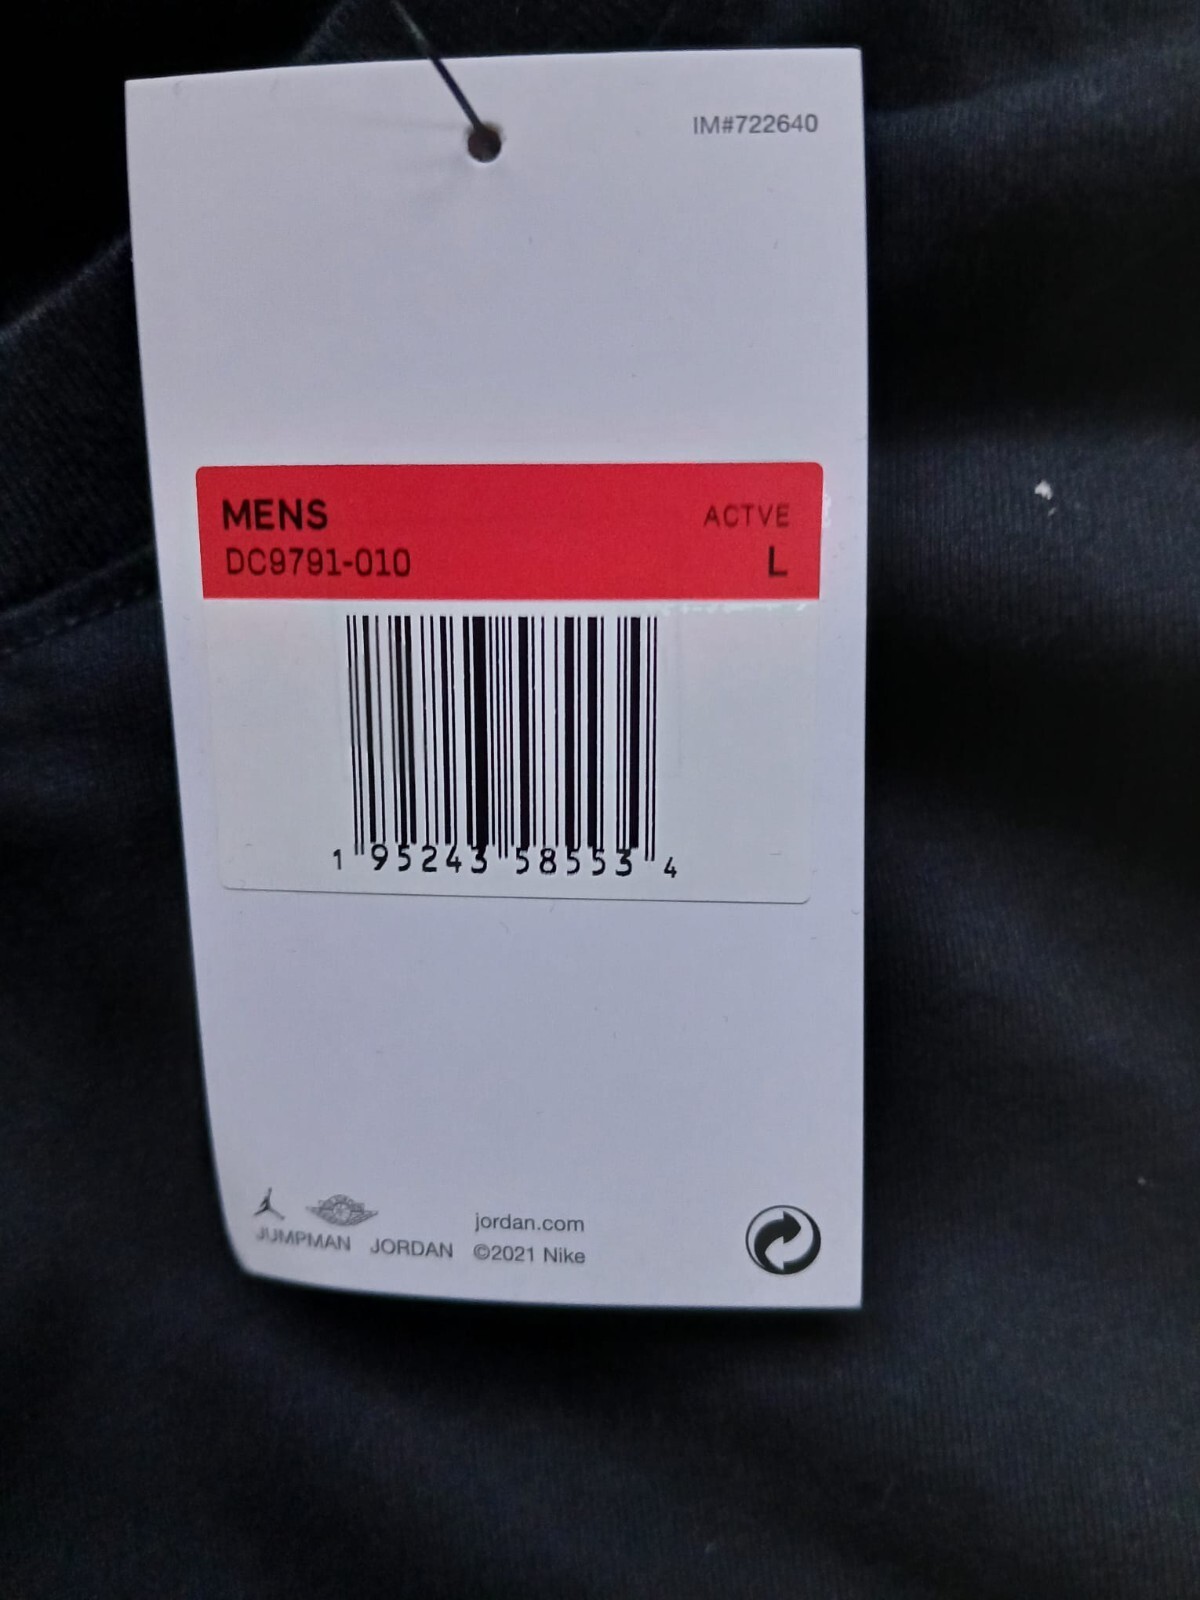 IM#722640
MENS ACTVE
DC9791-010 L
1 95243 58553 4
jordan.com
JUMPMAN JORDAN ©2021 Nike